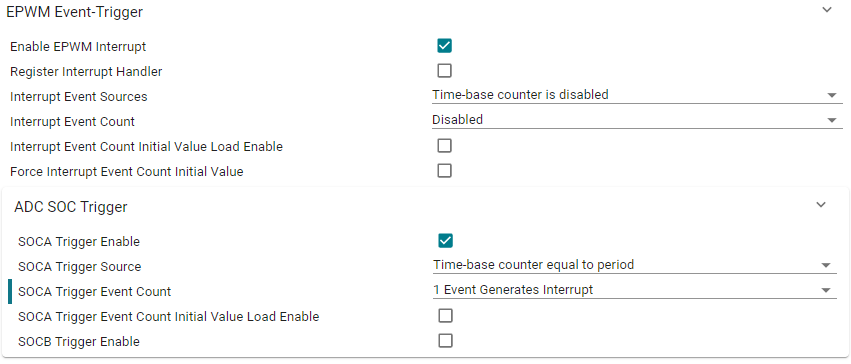 EPWM Event-Trigger
Enable EPWM Interrupt
Register Interrupt Handler
Interrupt Event Sources Time-base counter is disabled
Interrupt Event Count Disabled
Interrupt Event Count Initial Value Load Enable
Force Interrupt Event Count Initial Value
ADC SOC Trigger
SOCA Trigger Enable
SOCA Trigger Source Time-base counter equal to period
SOCA Trigger Event Count 1 Event Generates Interrupt
SOCA Trigger Event Count Initial Value Load Enable
SOCB Trigger Enable